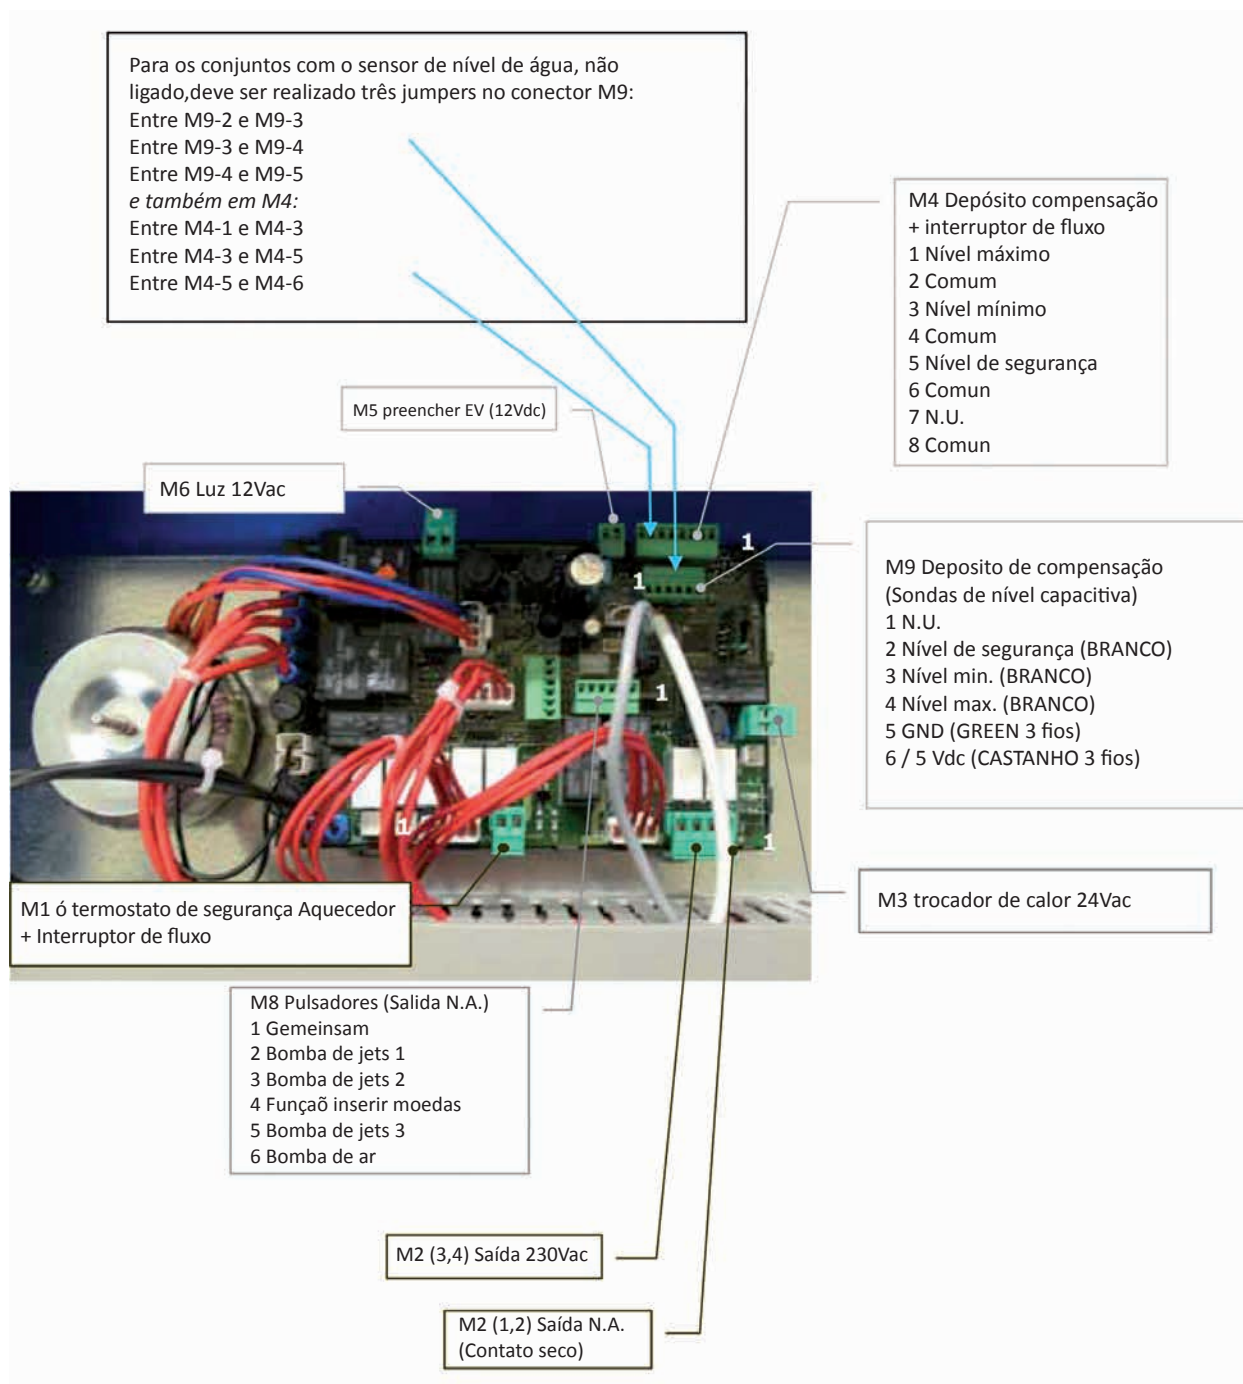 Para os conjuntos com o sensor de nível de água, não
ligado,deve ser realizado três jumpers no conector M9:
Entre M9-2 e M9-3
Entre M9-3 e M9-4
Entre M9-4 e M9-5
e também em M4:
Entre M4-1 e M4-3
Entre M4-3 e M4-5
Entre M4-5 e M4-6
M4 Depósito compensação
+ interruptor de fluxo
1 Nível máximo
2 Comum
3 Nível mínimo
4 Comum
5 Nível de segurança
6 Comun
7 N.U.
8 Comun
M5 preencher EV (12Vdc)
M6 Luz 12Vac
1
1
1
1
1
1
M9 Deposito de compensação
(Sondas de nível capacitiva)
1 N.U.
2 Nível de segurança (BRANCO)
3 Nível min. (BRANCO)
4 Nível max. (BRANCO)
5 GND (GREEN 3 fios)
6 / 5 Vdc (CASTANHO 3 fios)
M3 trocador de calor 24Vac
M1 ó termostato de segurança Aquecedor
+ Interruptor de fluxo
M8 Pulsadores (Salida N.A.)
1 Gemeinsam
2 Bomba de jets 1
3 Bomba de jets 2
4 Funçaõ inserir moedas
5 Bomba de jets 3
6 Bomba de ar
M2 (3,4) Saída 230Vac
M2 (1,2) Saída N.A.
(Contato seco)